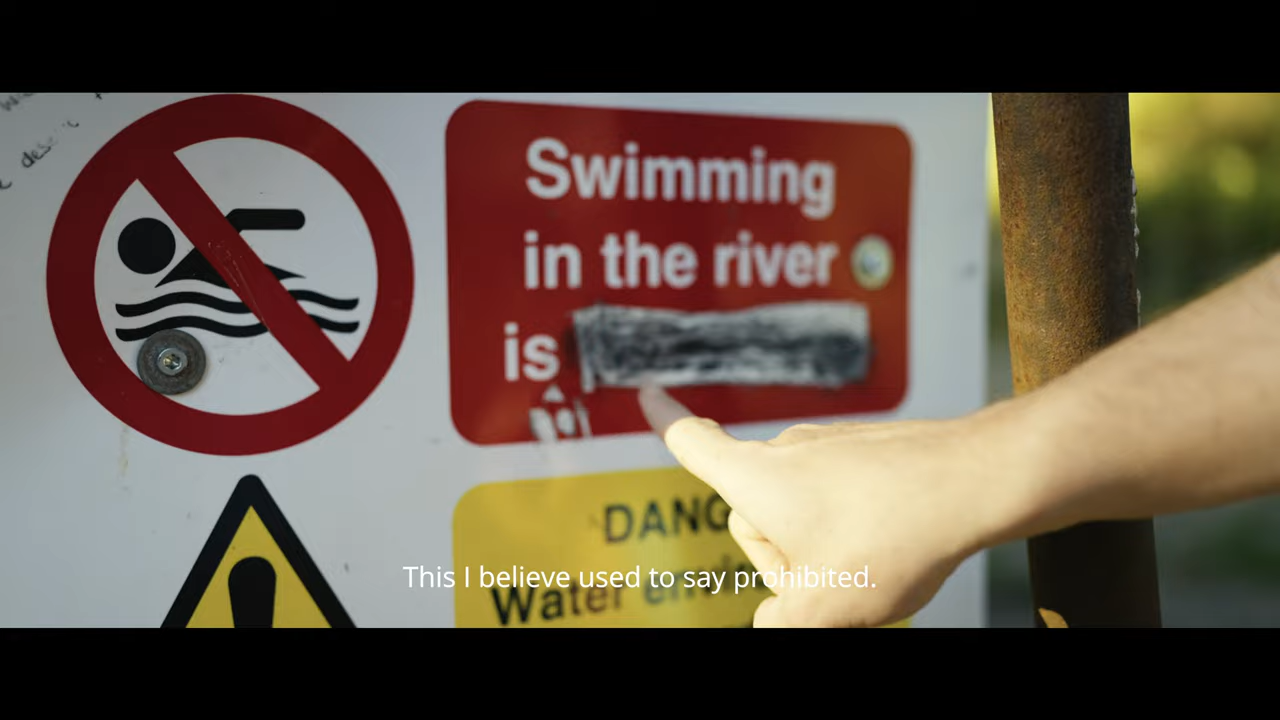 Swimming
in the river
is
DANG
Water
This I believe used to say prohibited.